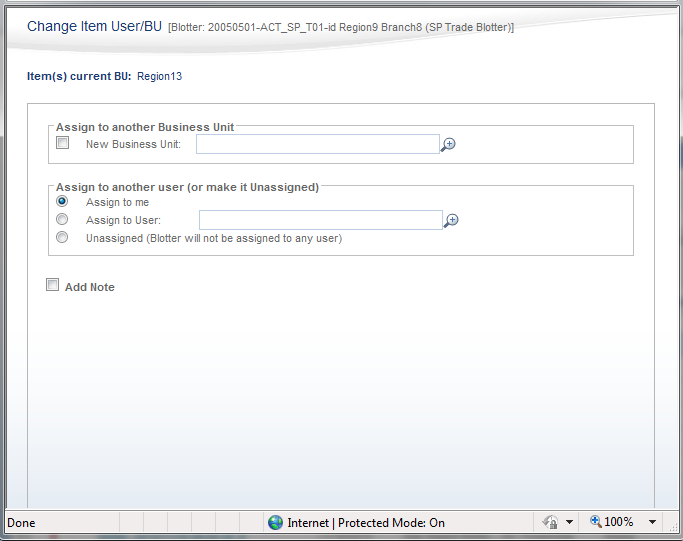 Change Item User/BU [Blotter: 20050501-ACT_SP_T01-id Region9 Branch8 (SP Trade Blotter)]
Item(s) current BU: Region13
Assign to another Business Unit
New Business Unit:
Assign to another user (or make it Unassigned)
Assign to me
Assign to User:
Unassigned (Blotter will not be assigned to any user)
Add Note
Done Internet | Protected Mode: On 100%